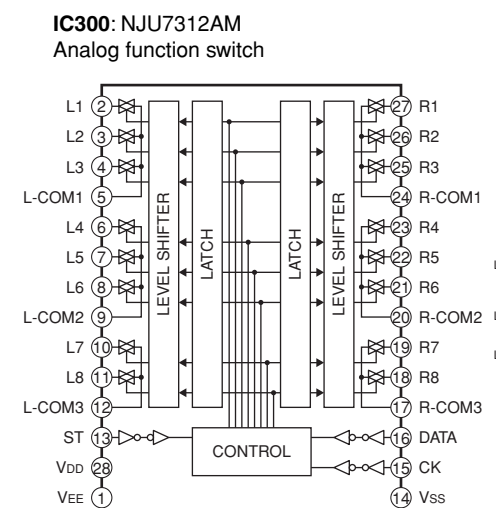 IC300: NJU7312AM
Analog function switch
L1 2 27 R1
L2 3 26 R2
L3 4 25 R3
L-COM1 5 24 R-COM1
L4 6 23 R4
L5 7 22 R5
L6 8 21 R6
L-COM2 9 20 R-COM2
L7 10 19 R7
L8 11 18 R8
L-COM3 12 17 R-COM3
LEVEL SHIFTER
LATCH
LATCH
LEVEL SHIFTER
ST 13 CONTROL 16 DATA
VDD 28 15 CK
VEE 1 14 VSS
L
L
L